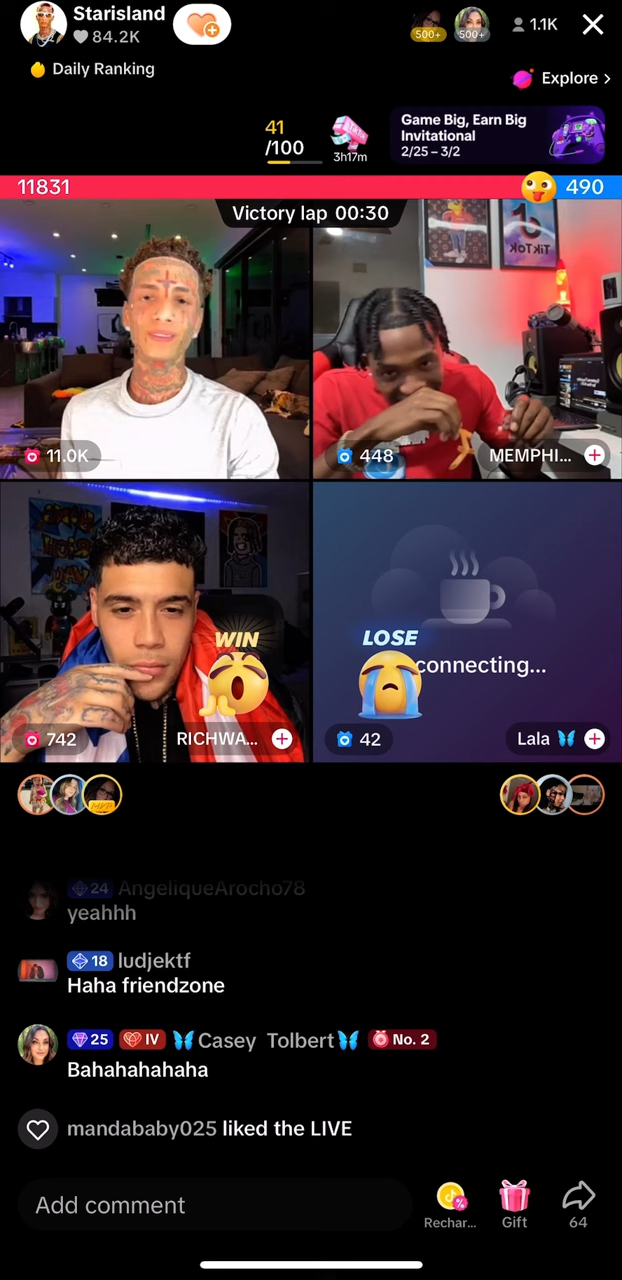 Starisland
84.2K
500+
500+
1.1K
Daily Ranking
Explore >
41
/100
3h17m
Game Big, Earn Big
Invitational
2/25 – 3/2
11831
490
Victory lap 00:30
TikTok
11.0K
448
MEMPHI...
WIN
LOSE
connecting...
742
RICHWA...
42
Lala
24 AngeliqueArocho78
yeahhh
18 ludjektf
Haha friendzone
25 IV Casey Tolbert No. 2
Bahahahahaha
mandababy025 liked the LIVE
Add comment
Rechar...
Gift
64